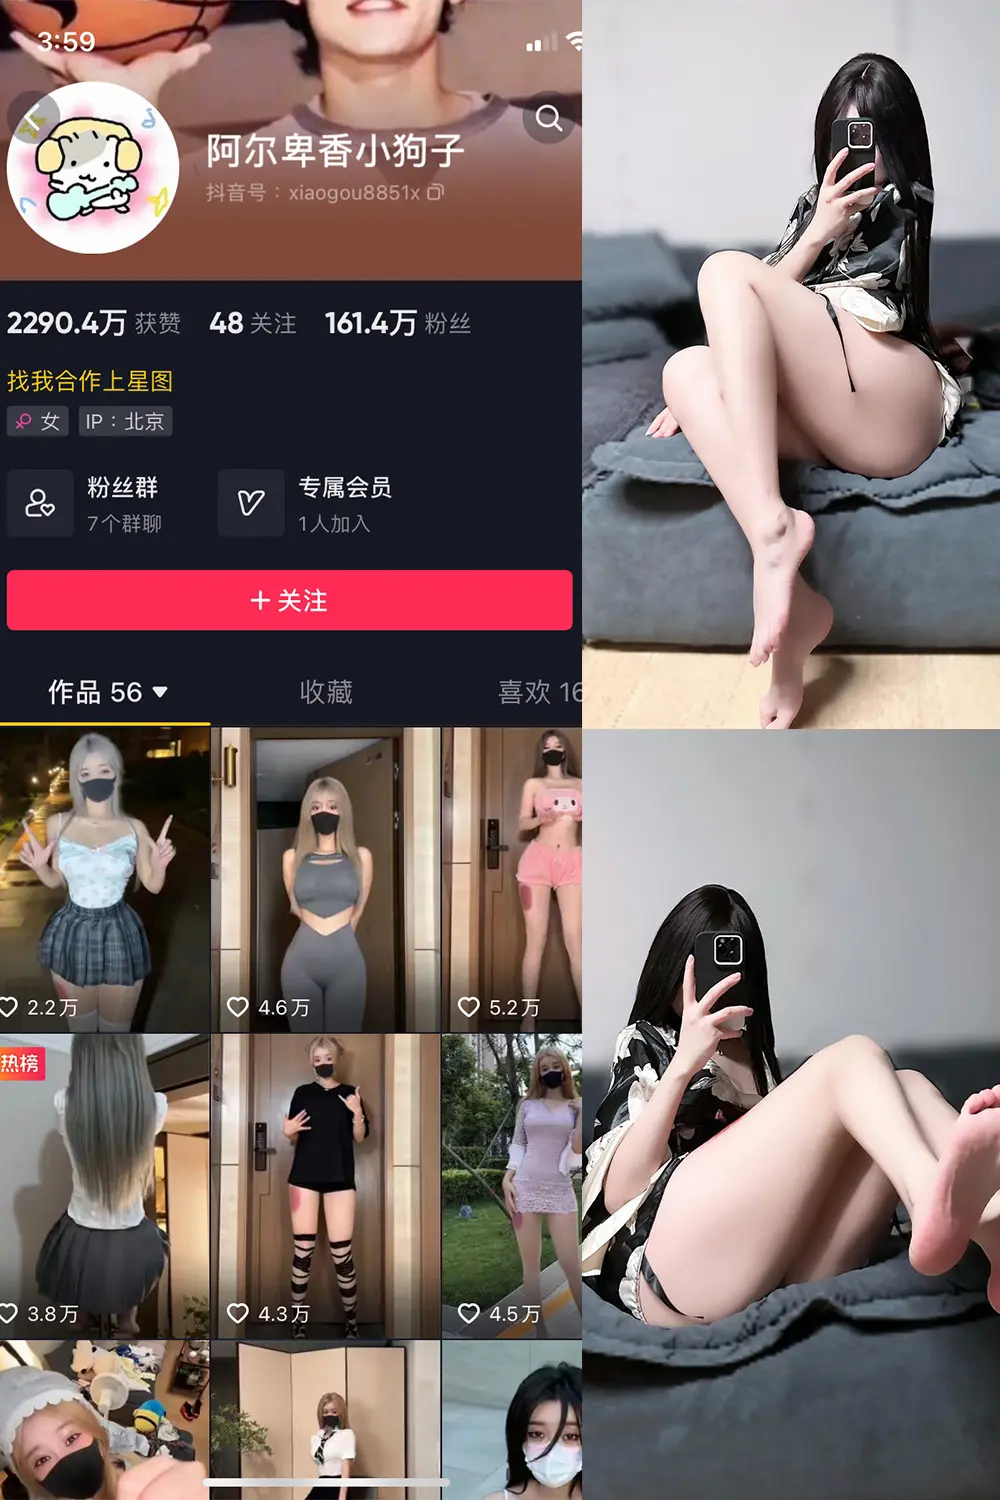 3:59
阿尔卑香小狗子
抖音号：xiaogou8851x
2290.4万 获赞 48 关注 161.4万 粉丝
找我合作上星图
女 IP：北京
粉丝群
7个群聊
专属会员
1人加入
+ 关注
作品 56 收藏 喜欢 16
2.2万 4.6万 5.2万
热榜
3.8万 4.3万 4.5万